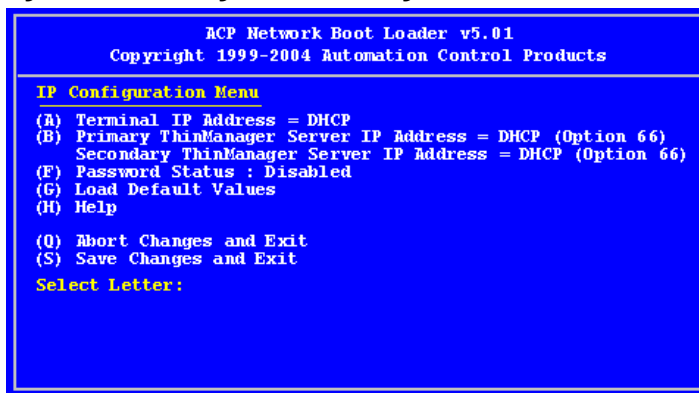 ACP Network Boot Loader v5.01
Copyright 1999-2004 Automation Control Products
IP Configuration Menu
(A) Terminal IP Address = DHCP
(B) Primary ThinManager Server IP Address = DHCP (Option 66)
Secondary ThinManager Server IP Address = DHCP (Option 66)
(F) Password Status : Disabled
(G) Load Default Values
(H) Help
(Q) Abort Changes and Exit
(S) Save Changes and Exit
Select Letter: